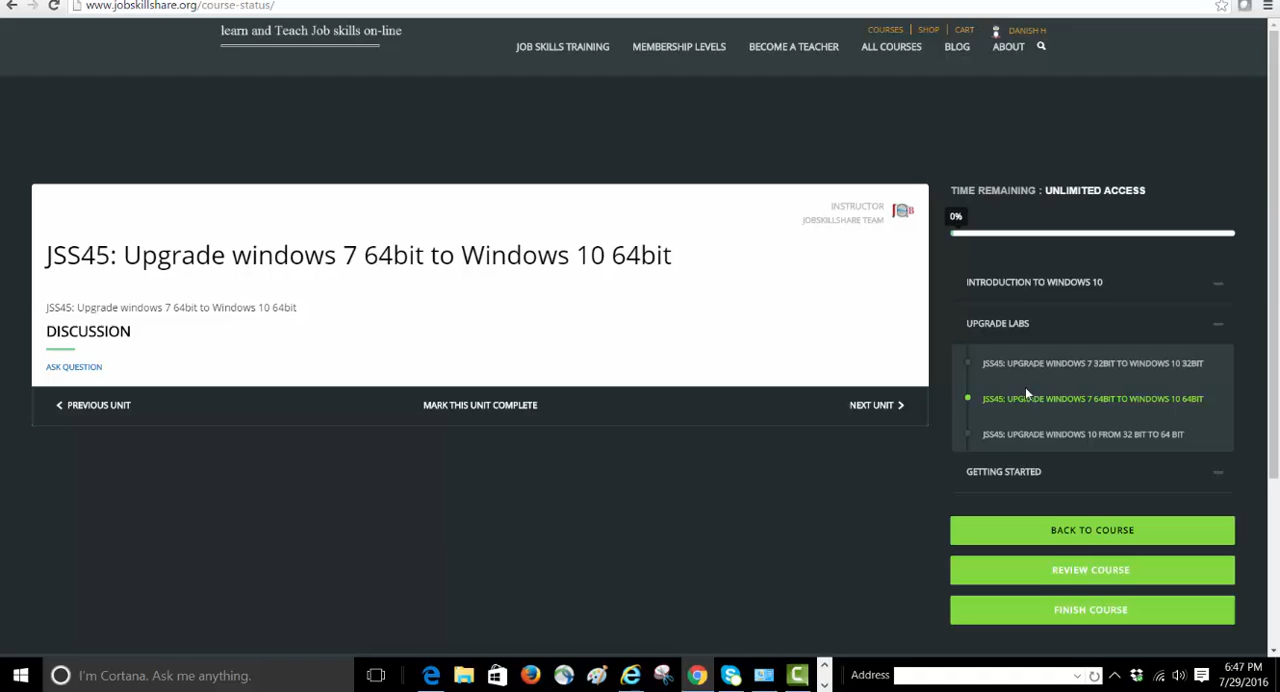 www.jobskillshare.org/course-status/
learn and Teach Job skills on-line
COURSES SHOP CART DANISH H
JOB SKILLS TRAINING MEMBERSHIP LEVELS BECOME A TEACHER ALL COURSES BLOG ABOUT
INSTRUCTOR
JOBSKILLSHARE TEAM
JSS45: Upgrade windows 7 64bit to Windows 10 64bit
JSS45: Upgrade windows 7 64bit to Windows 10 64bit
DISCUSSION
ASK QUESTION
PREVIOUS UNIT MARK THIS UNIT COMPLETE NEXT UNIT
TIME REMAINING : UNLIMITED ACCESS
0%
INTRODUCTION TO WINDOWS 10
UPGRADE LABS
JSS45: UPGRADE WINDOWS 7 32BIT TO WINDOWS 10 32BIT
JSS45: UPGRADE WINDOWS 7 64BIT TO WINDOWS 10 64BIT
JSS45: UPGRADE WINDOWS 10 FROM 32 BIT TO 64 BIT
GETTING STARTED
BACK TO COURSE
REVIEW COURSE
FINISH COURSE
I'm Cortana. Ask me anything.
Address
6:47 PM
7/29/2016